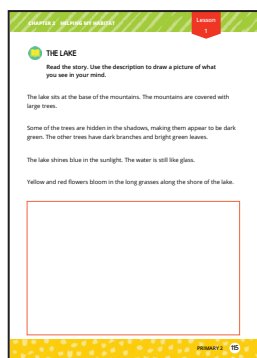 CHAPTER 2 HELPING MY HABITAT
Lesson
5
THE LAKE
Read the story. Use the description to draw a picture of what
you see in your mind.
The lake sits at the base of the mountains. The mountains are covered with
large trees.
Some of the trees are hidden in the shadows, making them appear to be dark
green. The other trees have dark branches and bright green leaves.
The lake shines blue in the sunlight. The water is still like glass.
Yellow and red flowers bloom in the long grasses along the shore of the lake.
PRIMARY 2 115